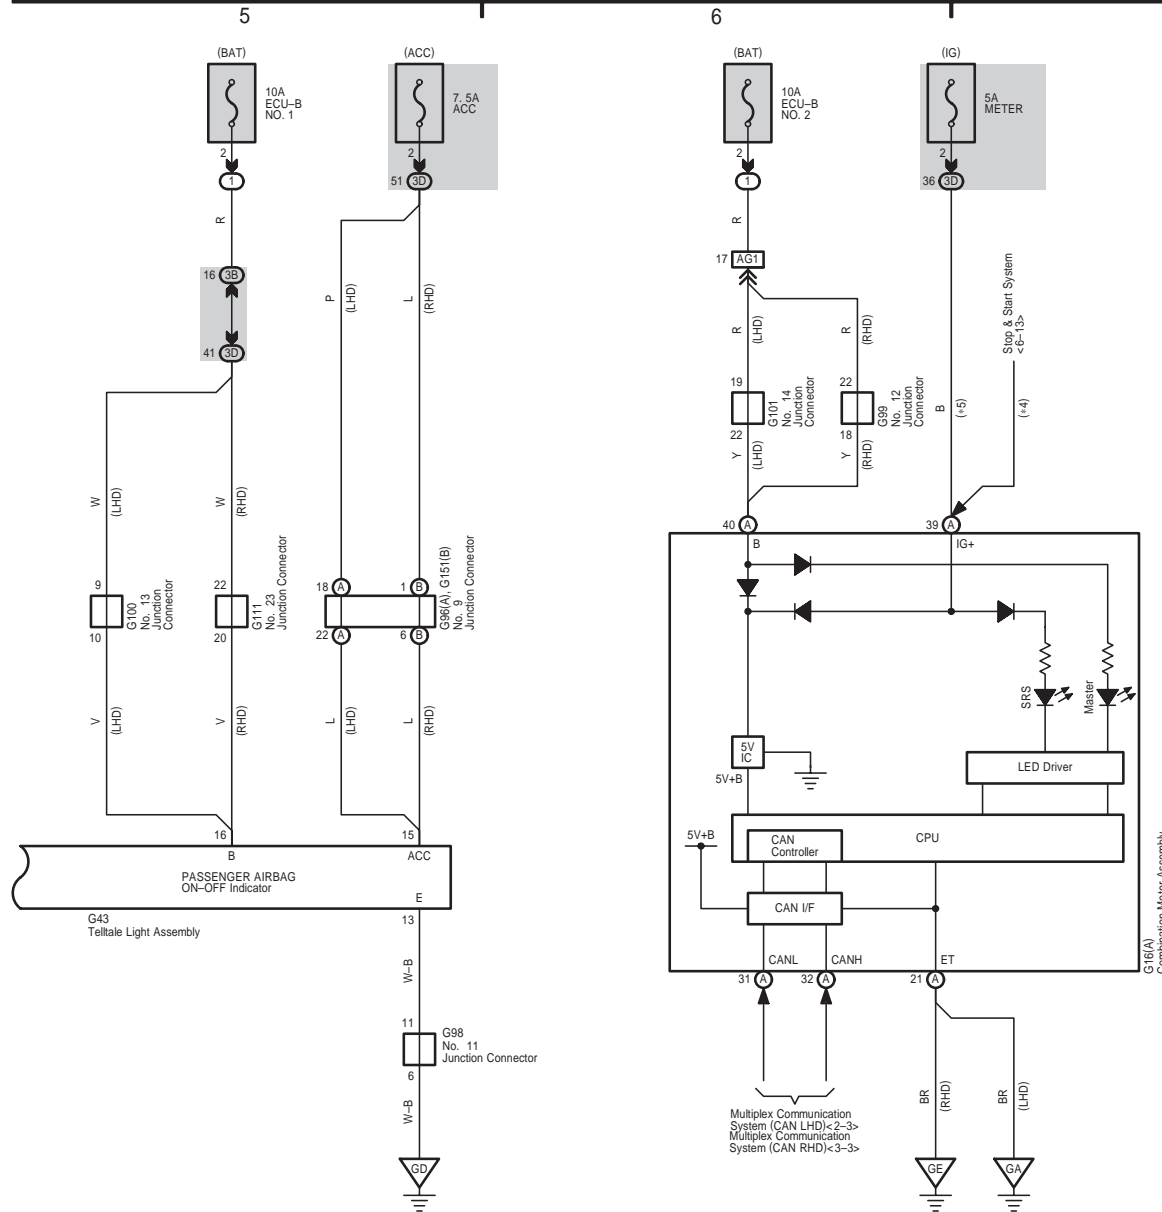 5
6
(BAT)
(ACC)
(BAT)
(IG)
10A
ECU–B
NO. 1
7. 5A
ACC
10A
ECU–B
NO. 2
5A
METER
2
2
2
2
1
51 3D
1
36 3D
R
R
16 3B
17 AG1
P
(LHD)
L
(RHD)
R
(LHD)
R
(RHD)
Stop & Start System
<6–13>
41 3D
19
G101
No. 14
Junction
Connector
22
22
G99
No. 12
Junction
Connector
18
B
(*5)
(*4)
Y
(LHD)
Y
(RHD)
W
(LHD)
W
(RHD)
40 A
39 A
B
IG+
9
G100
No. 13
Junction
Connector
10
22
G111
No. 23
Junction Connector
20
18 A
1 B
G96(A), G151(B)
No. 9
Junction Connector
22 A
6 B
SRS
Master
V
(LHD)
V
(RHD)
L
(LHD)
L
(RHD)
5V
IC
5V+B
LED Driver
16
15
B
ACC
PASSENGER AIRBAG
ON–OFF Indicator
E
5V+B
CAN
Controller
CPU
CAN I/F
G43
Telltale Light Assembly
13
CANL
CANH
ET
31 A
32 A
21 A
G16(A)
Combination Meter Assembly
W–B
11
G98
No. 11
Junction Connector
6
W–B
BR
(RHD)
BR
(LHD)
Multiplex Communication
System (CAN LHD)<2–3>
Multiplex Communication
System (CAN RHD)<3–3>
GD
GE
GA